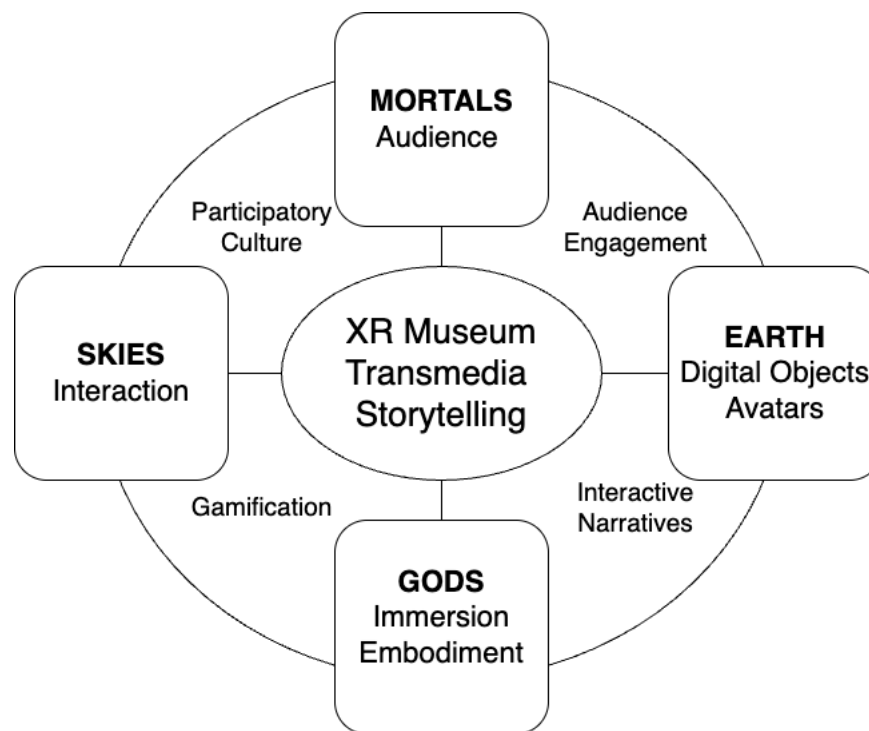 MORTALS
Audience
Participatory
Culture
Audience
Engagement
SKIES
Interaction
XR Museum
Transmedia
Storytelling
EARTH
Digital Objects
Avatars
Gamification
Interactive
Narratives
GODS
Immersion
Embodiment